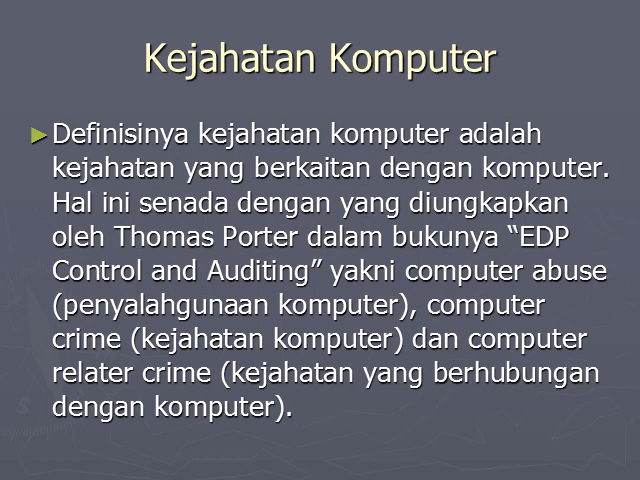 Kejahatan Komputer
►Definisinya kejahatan komputer adalah
kejahatan yang berkaitan dengan komputer.
Hal ini senada dengan yang diungkapkan
oleh Thomas Porter dalam bukunya “EDP
Control and Auditing” yakni computer abuse
(penyalahgunaan komputer), computer
crime (kejahatan komputer) dan computer
relater crime (kejahatan yang berhubungan
dengan komputer).